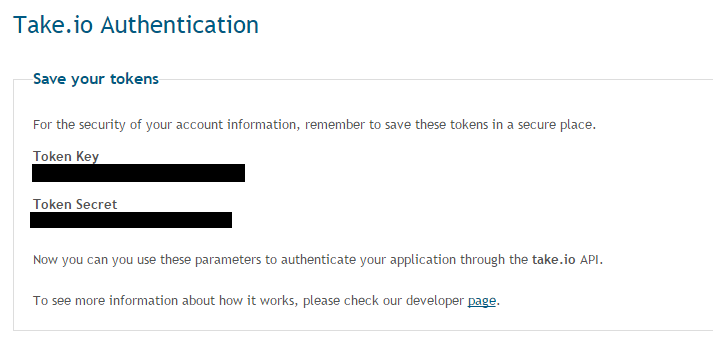 Take.io Authentication
Save your tokens
For the security of your account information, remember to save these tokens in a secure place.
Token Key
Token Secret
Now you can you use these parameters to authenticate your application through the take.io API.
To see more information about how it works, please check our developer page.